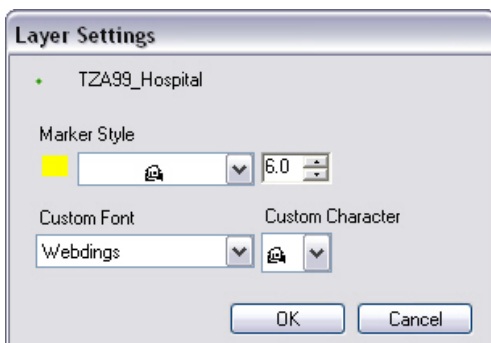 Layer Settings
TZA99_Hospital
Marker Style
6.0
Custom Font Custom Character
Webdings
OK Cancel